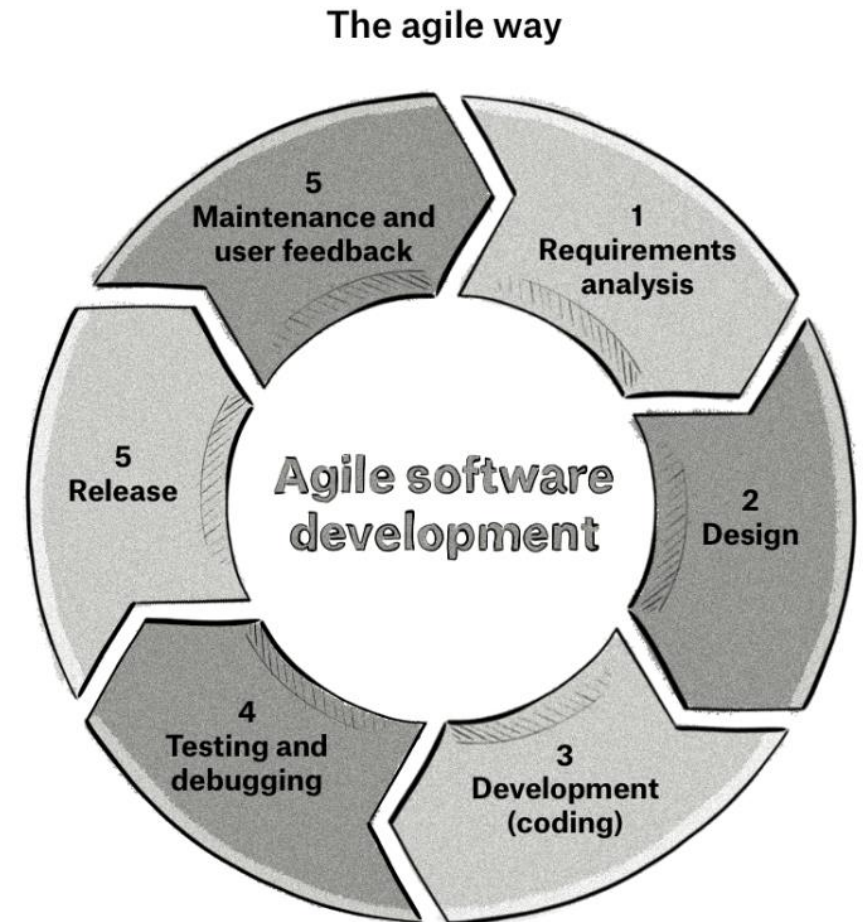 The agile way
1
Requirements
analysis
2
Design
3
Development
(coding)
4
Testing and
debugging
5
Release
5
Maintenance and
user feedback
Agile software
development